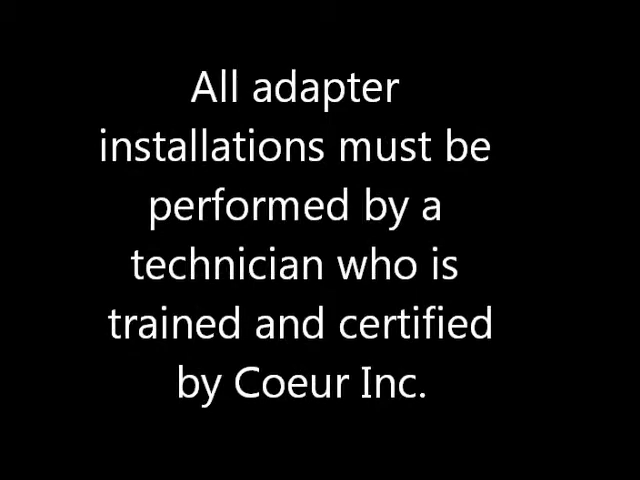 All adapter
installations must be
performed by a
technician who is
trained and certified
by Coeur Inc.